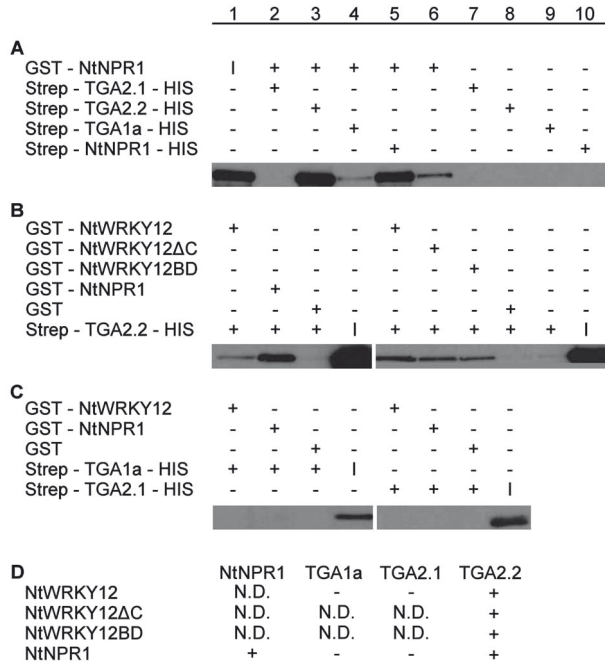 1 2 3 4 5 6 7 8 9 10
A
GST - NtNPR1 I + + + + + - - - -
Strep - TGA2.1 - HIS - + - - - - + - - -
Strep - TGA2.2 - HIS - - + - - - - + - -
Strep - TGA1a - HIS - - - + - - - - + -
Strep - NtNPR1 - HIS - - - - + - - - - +
B
GST - NtWRKY12 + - - - + - - - - -
GST - NtWRKY12ΔC - - - - - + - - - -
GST - NtWRKY12BD - - - - - - + - - -
GST - NtNPR1 - + - - - - - - - -
GST - - + - - - - + - -
Strep - TGA2.2 - HIS + + + I + + + + + I
C
GST - NtWRKY12 + - - - + - - -
GST - NtNPR1 - + - - - + - -
GST - - + - - - + -
Strep - TGA1a - HIS + + + I - - - -
Strep - TGA2.1 - HIS - - - - + + + I
D NtNPR1 TGA1a TGA2.1 TGA2.2
NtWRKY12 N.D. - - +
NtWRKY12ΔC N.D. N.D. N.D. +
NtWRKY12BD N.D. N.D. N.D. +
NtNPR1 + - - +